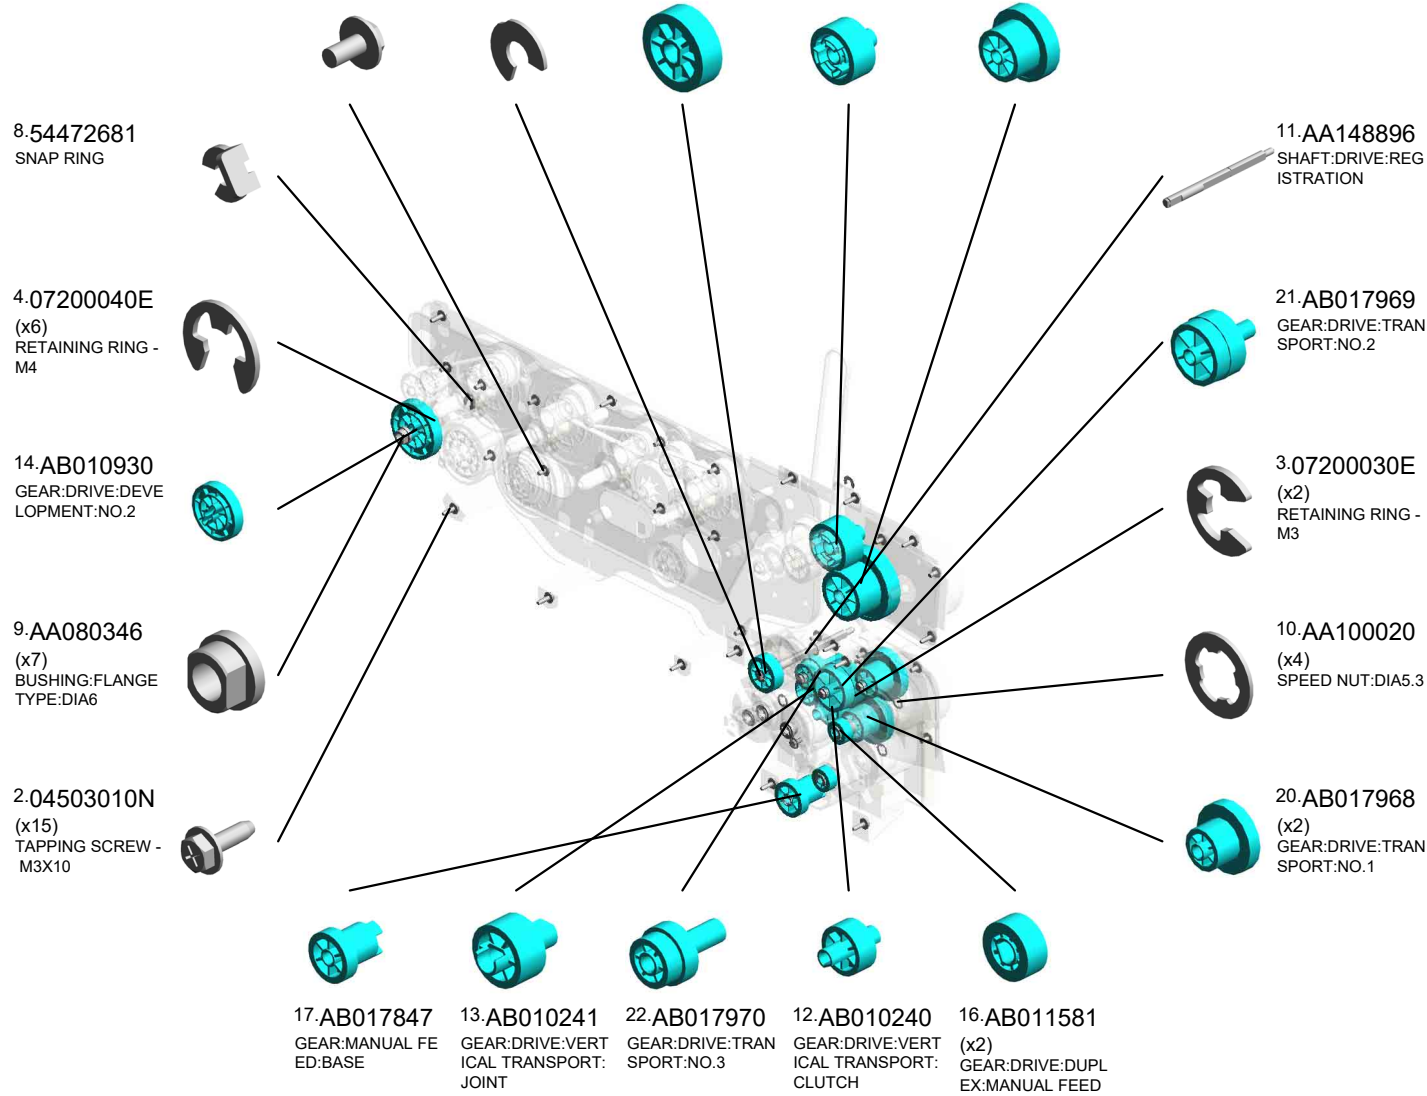 8.54472681
SNAP RING
4.07200040E
(x6)
RETAINING RING -
M4
14.AB010930
GEAR:DRIVE:DEVE
LOPMENT:NO.2
9.AA080346
(x7)
BUSHING:FLANGE
TYPE:DIA6
2.04503010N
(x15)
TAPPING SCREW -
M3X10
11.AA148896
SHAFT:DRIVE:REG
ISTRATION
21.AB017969
GEAR:DRIVE:TRAN
SPORT:NO.2
3.07200030E
(x2)
RETAINING RING -
M3
10.AA100020
(x4)
SPEED NUT:DIA5.3
20.AB017968
(x2)
GEAR:DRIVE:TRAN
SPORT:NO.1
17.AB017847
GEAR:MANUAL FE
ED:BASE
13.AB010241
GEAR:DRIVE:VERT
ICAL TRANSPORT:
JOINT
22.AB017970
GEAR:DRIVE:TRAN
SPORT:NO.3
12.AB010240
GEAR:DRIVE:VERT
ICAL TRANSPORT:
CLUTCH
16.AB011581
(x2)
GEAR:DRIVE:DUPL
EX:MANUAL FEED